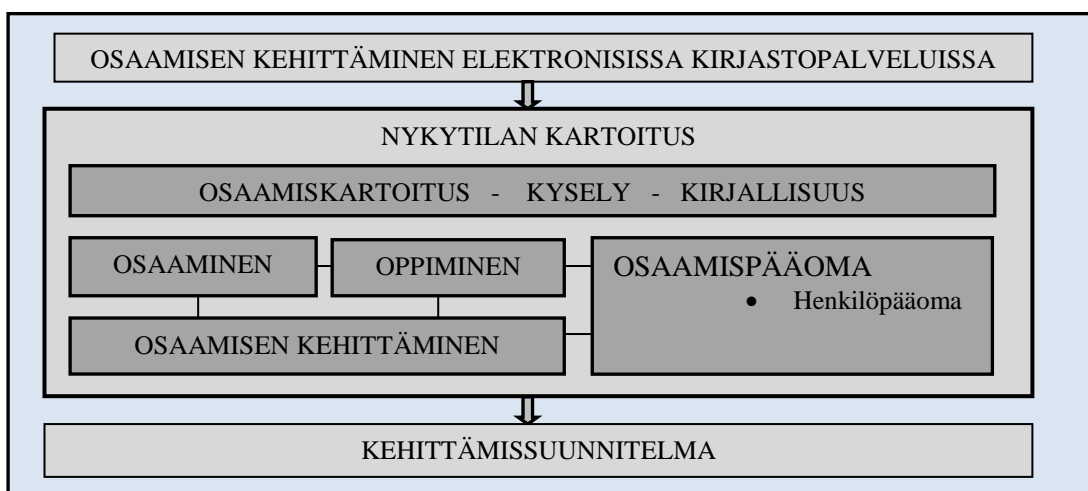 OSAAMISEN KEHITTÄMINEN ELEKTRONISISSA KIRJASTOPALVELUISSA
NYKYTILAN KARTOITUS
OSAAMISKARTOITUS - KYSELY - KIRJALLISUUS
OSAAMINEN
OPPIMINEN
OSAAMISPÄÄOMA
• Henkilöpääoma
OSAAMISEN KEHITTÄMINEN
KEHITTÄMISSUUNNITELMA